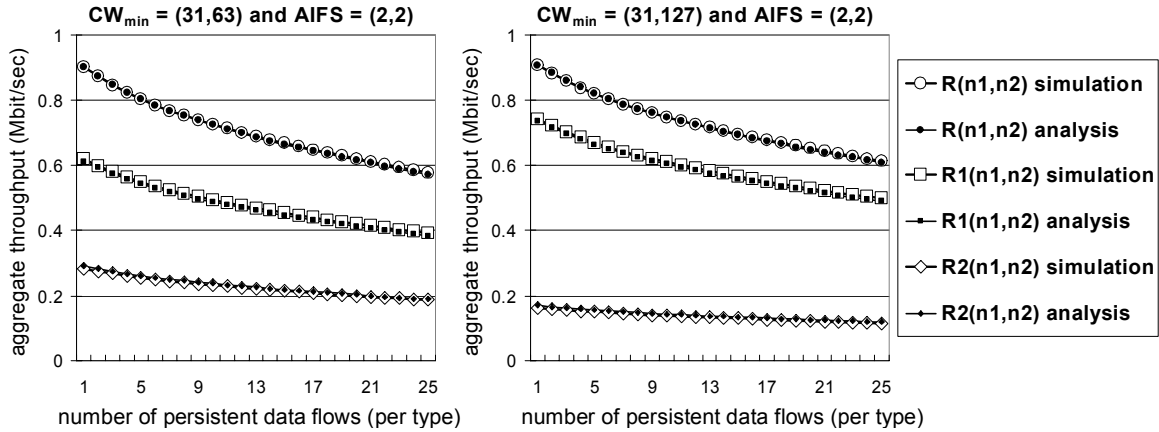 CWmin = (31,63) and AIFS = (2,2)
1
0.8
0.6
0.4
0.2
0
aggregate throughput (Mbit/sec)
1 5 9 13 17 21 25
number of persistent data flows (per type)
CWmin = (31,127) and AIFS = (2,2)
1
0.8
0.6
0.4
0.2
0
aggregate throughput (Mbit/sec)
1 5 9 13 17 21 25
number of persistent data flows (per type)
R(n1,n2) simulation
R(n1,n2) analysis
R1(n1,n2) simulation
R1(n1,n2) analysis
R2(n1,n2) simulation
R2(n1,n2) analysis